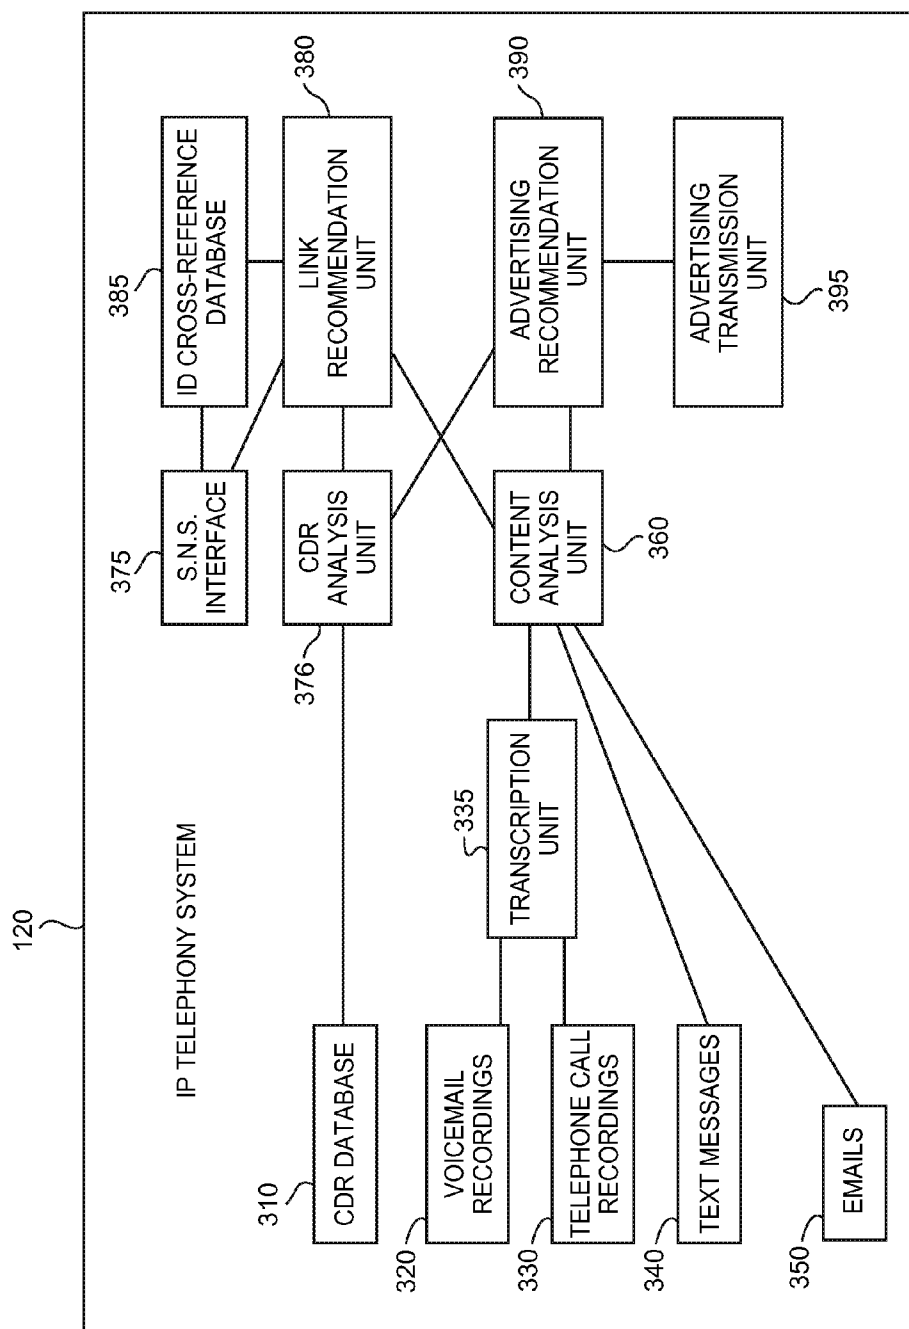 120
IP TELEPHONY SYSTEM
310
CDR DATABASE
320
VOICEMAIL
RECORDINGS
330
TELEPHONE CALL
RECORDINGS
340
TEXT MESSAGES
350
EMAILS
335
TRANSCRIPTION
UNIT
375
S.N.S.
INTERFACE
376
CDR
ANALYSIS
UNIT
CONTENT
ANALYSIS
UNIT
360
385
ID CROSS-REFERENCE
DATABASE
380
LINK
RECOMMENDATION
UNIT
390
ADVERTISING
RECOMMENDATION
UNIT
ADVERTISING
TRANSMISSION
UNIT
395